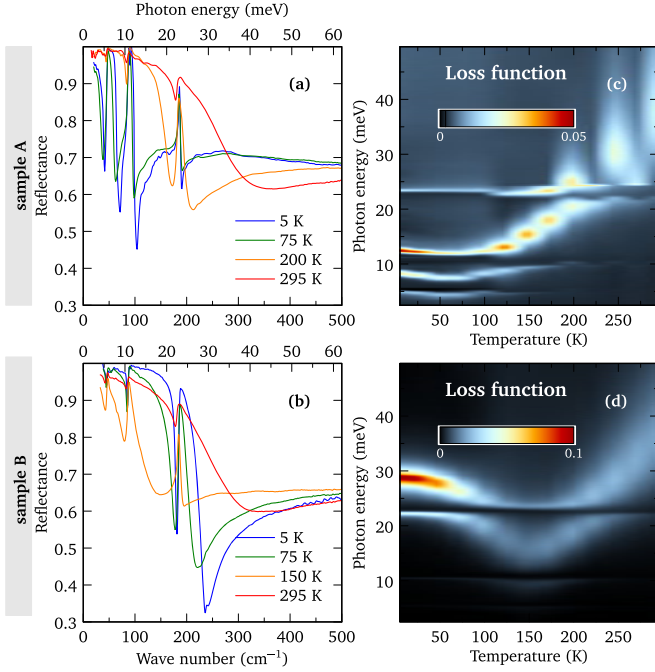 Photon energy (meV)
0 10 20 30 40 50 60
sample A
Reflectance
0.9
0.8
0.7
0.6
0.5
0.4
0.3
(a)
5 K
75 K
200 K
295 K
0 100 200 300 400 500
Photon energy (meV)
40
30
20
10
Loss function
(c)
0 0.05
50 100 150 200 250
Temperature (K)
0 10 20 30 40 50 60
sample B
Reflectance
0.9
0.8
0.7
0.6
0.5
0.4
0.3
(b)
5 K
75 K
150 K
295 K
0 100 200 300 400 500
Wave number (cm⁻¹)
Photon energy (meV)
40
30
20
10
Loss function
(d)
0 0.1
50 100 150 200 250
Temperature (K)